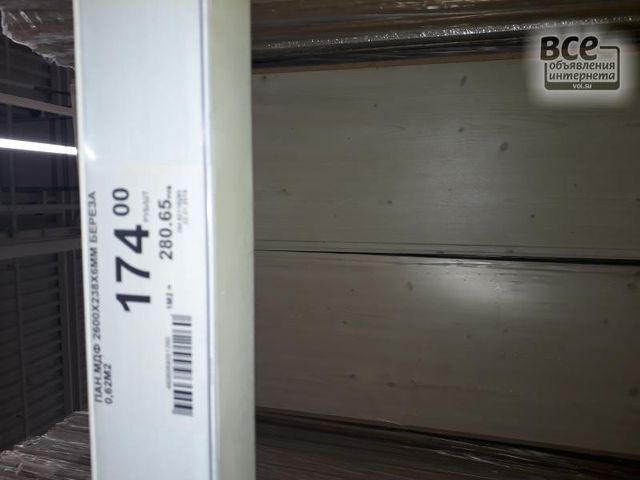 ПАН.МДФ 2600Х238Х6ММ БЕРЕЗА
0,62М2
174 00
РУБ/ШТ
1М2 = 280.65
ВСЕ
объявления
интернета
voi.su